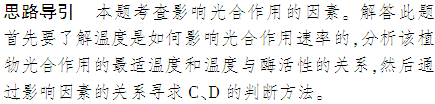 思路导引 本题考查影响光合作用的因素。解答此题
首先要了解温度是如何影响光合作用速率的,分析该植
物光合作用的最适温度和温度与酶活性的关系,然后通
过影响因素的关系寻求 C、D 的判断方法。